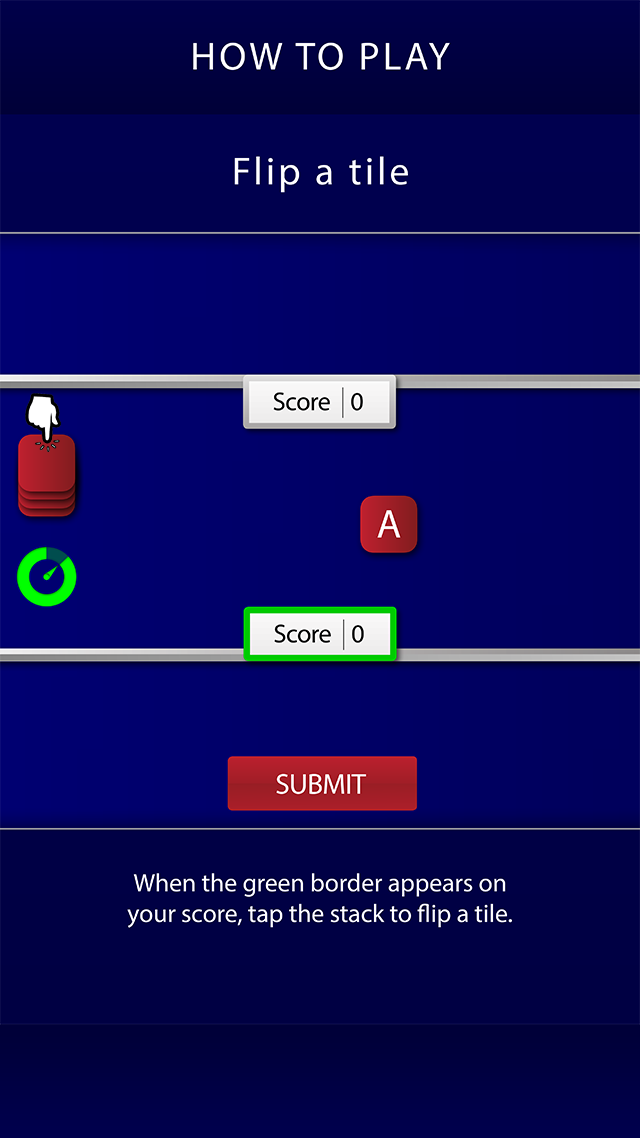 HOW TO PLAY
Flip a tile
Score 0
A
Score 0
SUBMIT
When the green border appears on
your score, tap the stack to flip a tile.